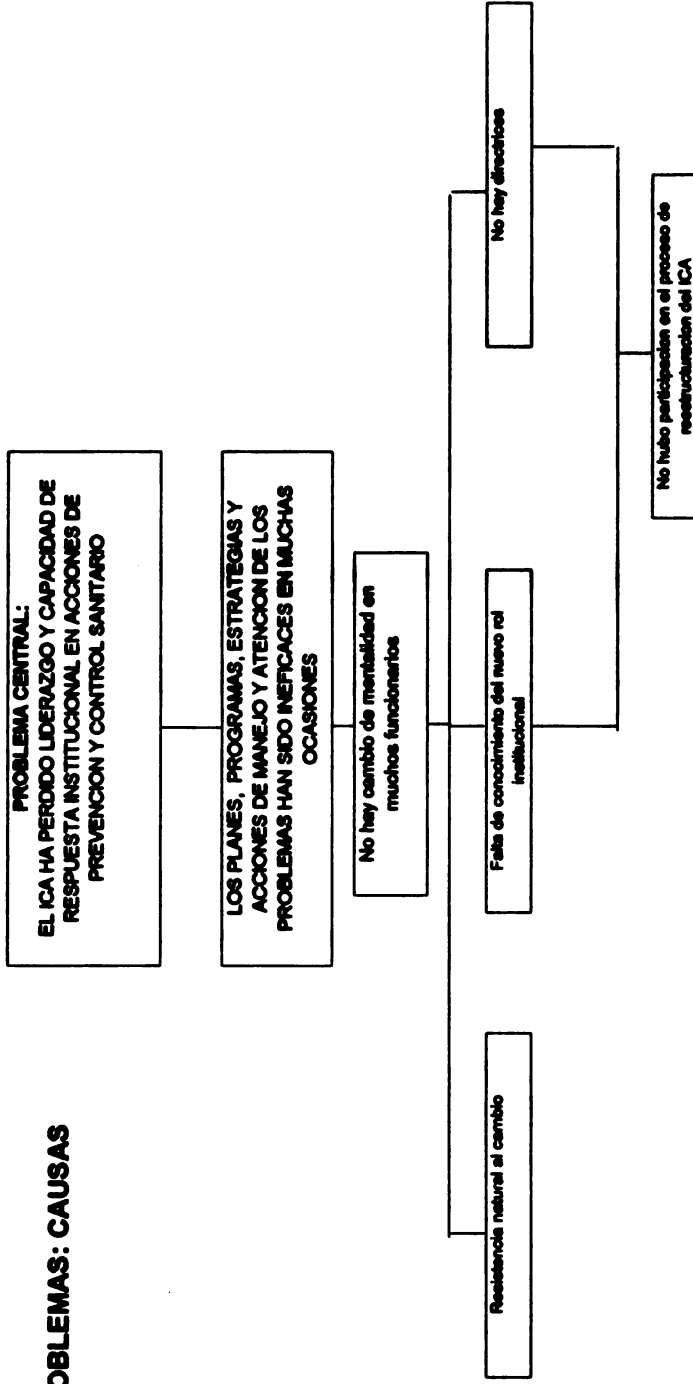 OBLEMAS: CAUSAS
PROBLEMA CENTRAL:
EL ICA HA PERDIDO LIDERAZGO Y CAPACIDAD DE
RESPUESTA INSTITUCIONAL EN ACCIONES DE
PREVENCION Y CONTROL SANITARIO
LOS PLANES, PROGRAMAS, ESTRATEGIAS Y
ACCIONES DE MANEJO Y ATENCION DE LOS
PROBLEMAS HAN SIDO INEFICACES EN MUCHAS
OCASIONES
No hay cambio de mentalidad en
muchos funcionarios
Resistencia natural al cambio
Falta de conocimiento del nuevo rol
institucional
No hay directrices
No hubo participacion en el proceso de
reestructuracion del ICA